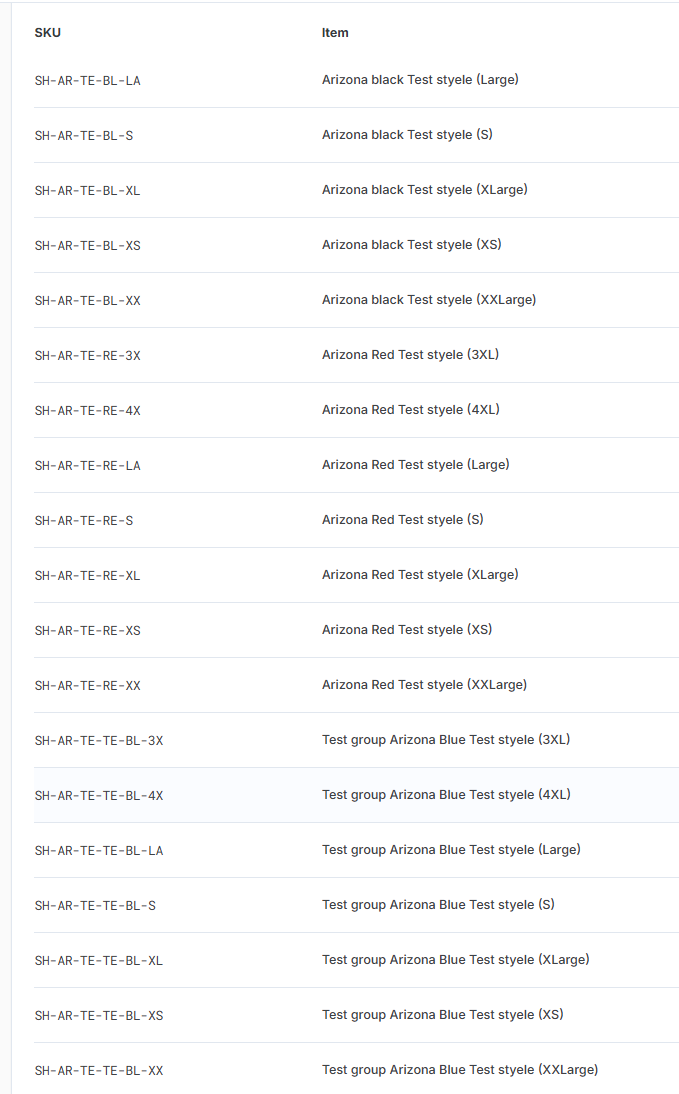 SKU Item
SH-AR-TE-BL-LA Arizona black Test styele (Large)
SH-AR-TE-BL-S Arizona black Test styele (S)
SH-AR-TE-BL-XL Arizona black Test styele (XLarge)
SH-AR-TE-BL-XS Arizona black Test styele (XS)
SH-AR-TE-BL-XX Arizona black Test styele (XXLarge)
SH-AR-TE-RE-3X Arizona Red Test styele (3XL)
SH-AR-TE-RE-4X Arizona Red Test styele (4XL)
SH-AR-TE-RE-LA Arizona Red Test styele (Large)
SH-AR-TE-RE-S Arizona Red Test styele (S)
SH-AR-TE-RE-XL Arizona Red Test styele (XLarge)
SH-AR-TE-RE-XS Arizona Red Test styele (XS)
SH-AR-TE-RE-XX Arizona Red Test styele (XXLarge)
SH-AR-TE-TE-BL-3X Test group Arizona Blue Test styele (3XL)
SH-AR-TE-TE-BL-4X Test group Arizona Blue Test styele (4XL)
SH-AR-TE-TE-BL-LA Test group Arizona Blue Test styele (Large)
SH-AR-TE-TE-BL-S Test group Arizona Blue Test styele (S)
SH-AR-TE-TE-BL-XL Test group Arizona Blue Test styele (XLarge)
SH-AR-TE-TE-BL-XS Test group Arizona Blue Test styele (XS)
SH-AR-TE-TE-BL-XX Test group Arizona Blue Test styele (XXLarge)